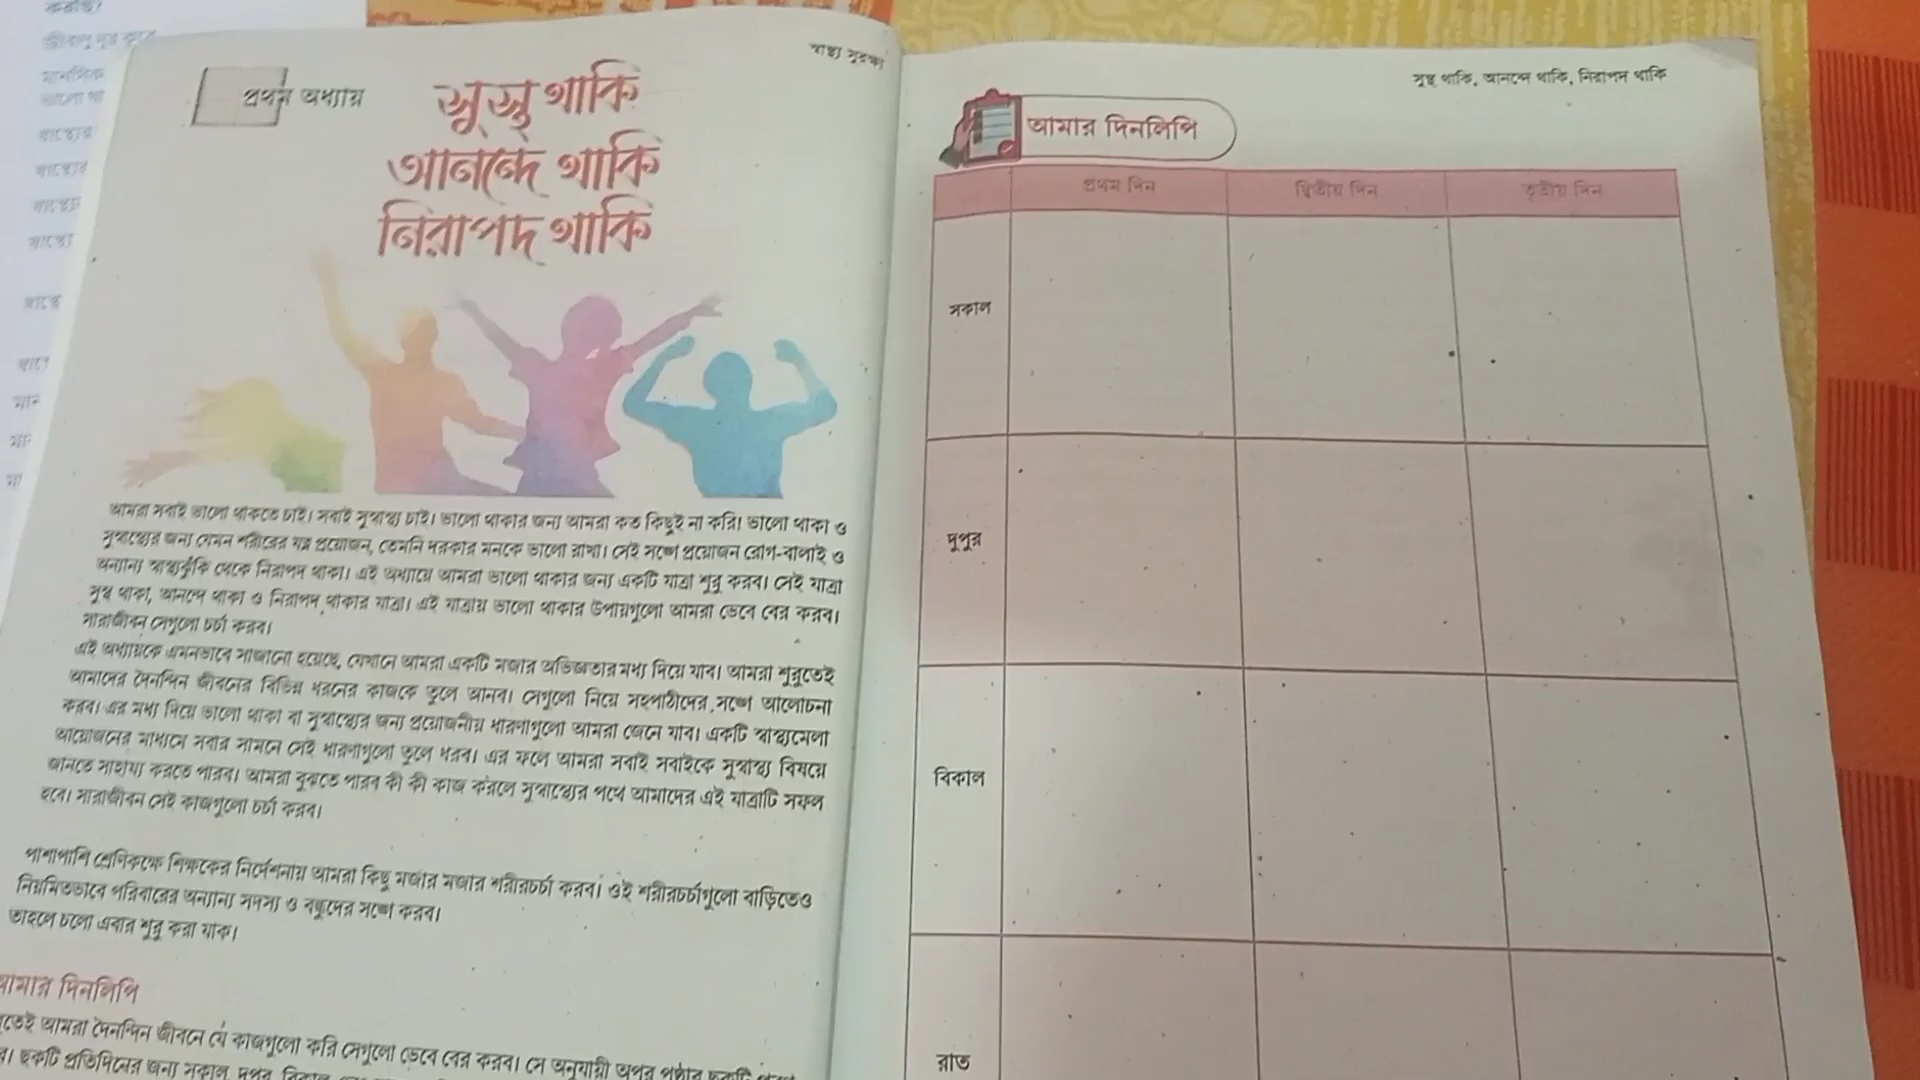 স্বাস্থ্য সুরক্ষা
প্রথম অধ্যায়
সুস্থ থাকি
আনন্দে থাকি
নিরাপদ থাকি
আমরা সবাই ভালো থাকতে চাই। সবাই সুস্বাস্থ্য চাই। ভালো থাকার জন্য আমরা কত কিছুই না করি! ভালো থাকা ও
সুস্বাস্থ্যের জন্য যেমন শরীরের যত্ন প্রয়োজন, তেমনি দরকার মনকে ভালো রাখা। সেই সঙ্গে প্রয়োজন রোগ-বালাই ও
অন্যান্য স্বাস্থ্যঝুঁকি থেকে নিরাপদ থাকা। এই অধ্যায়ে আমরা ভালো থাকার জন্য একটি যাত্রা শুরু করব। সেই যাত্রা
সুস্থ থাকা, আনন্দে থাকা ও নিরাপদ থাকার যাত্রা। এই যাত্রায় ভালো থাকার উপায়গুলো আমরা ভেবে বের করব।
সারাজীবন সেগুলো চর্চা করব।
এই অধ্যায়কে এমনভাবে সাজানো হয়েছে, যেখানে আমরা একটি মজার অভিজ্ঞতার মধ্য দিয়ে যাব। আমরা শুরুতেই
আমাদের দৈনন্দিন জীবনের বিভিন্ন ধরনের কাজকে তুলে আনব। সেগুলো নিয়ে সহপাঠীদের সঙ্গে আলোচনা
করব। এর মধ্য দিয়ে ভালো থাকা বা সুস্বাস্থ্যের জন্য প্রয়োজনীয় ধারণাগুলো আমরা জেনে যাব। একটি স্বাস্থ্যমেলা
আয়োজনের মাধ্যমে সবার সামনে সেই ধারণাগুলো তুলে ধরব। এর ফলে আমরা সবাই সবাইকে সুস্বাস্থ্য বিষয়ে
জানতে সাহায্য করতে পারব। আমরা বুঝতে পারব কী কী কাজ করলে সুস্বাস্থ্যের পথে আমাদের এই যাত্রাটি সফল
হবে। সারাজীবন সেই কাজগুলো চর্চা করব।
পাশাপাশি শ্রেণিকক্ষে শিক্ষকের নির্দেশনায় আমরা কিছু মজার মজার শরীরচর্চা করব। ওই শরীরচর্চাগুলো বাড়িতেও
নিয়মিতভাবে পরিবারের অন্যান্য সদস্য ও বন্ধুদের সঙ্গে করব।
তাহলে চলো এবার শুরু করা যাক।
আমার দিনলিপি
আমরা দৈনন্দিন জীবনে যে কাজগুলো করি সেগুলো ভেবে বের করব। সে অনুযায়ী অপর পৃষ্ঠার ছকটি
ছকটি প্রতিদিনের জন্য সকাল, দুপুর, বিকাল
সুস্থ থাকি, আনন্দে থাকি, নিরাপদ থাকি
আমার দিনলিপি
প্রথম দিন দ্বিতীয় দিন তৃতীয় দিন
সকাল
দুপুর
বিকাল
রাত